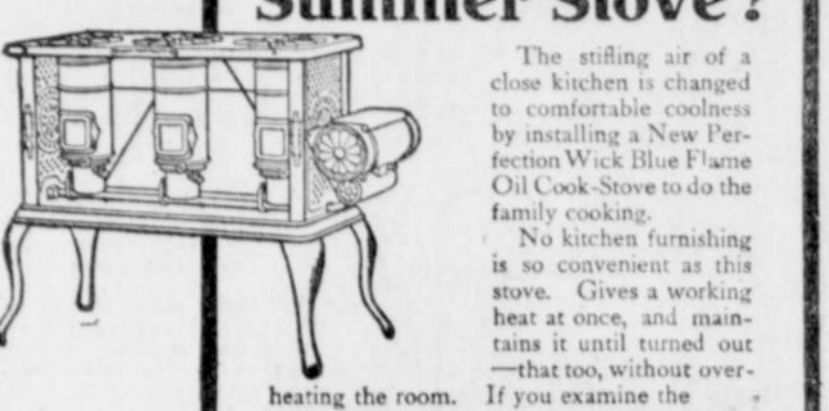 Summer Stove?
The stifling air of a
close kitchen is changed
to comfortable coolness
by installing a New Per-
fection Wick Blue Flame
Oil Cook-Stove to do the
family cooking.
No kitchen furnishing
is so convenient as this
stove. Gives a working
heat at once, and main-
tains it until turned out
—that too, without over-
heating the room. If you examine the